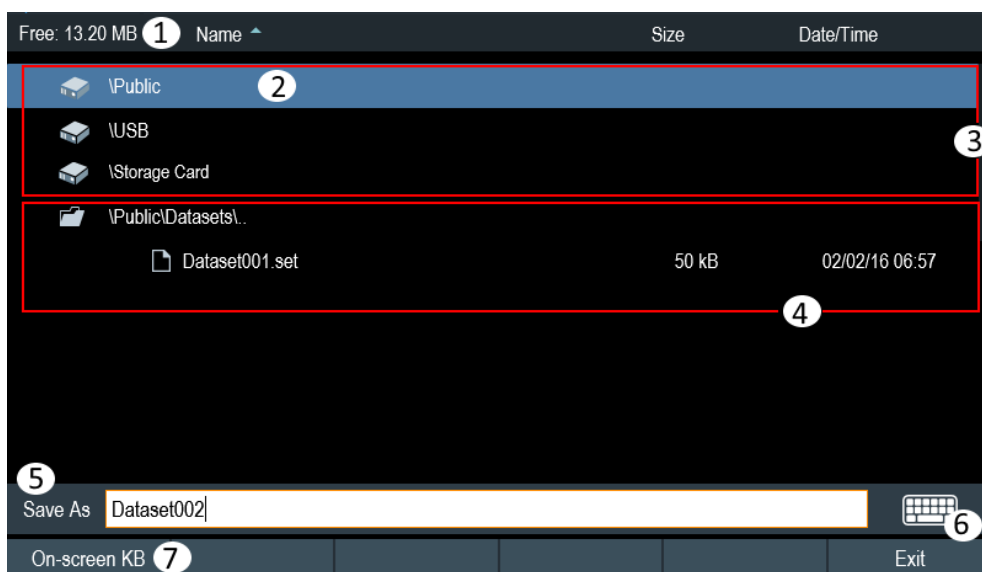 Free: 13.20 MB 1 Name Size Date/Time
\Public 2
\USB 3
\Storage Card
\Public\Datasets\..
Dataset001.set 50 kB 02/02/16 06:57
4
5
Save As Dataset002
6
On-screen KB 7 Exit